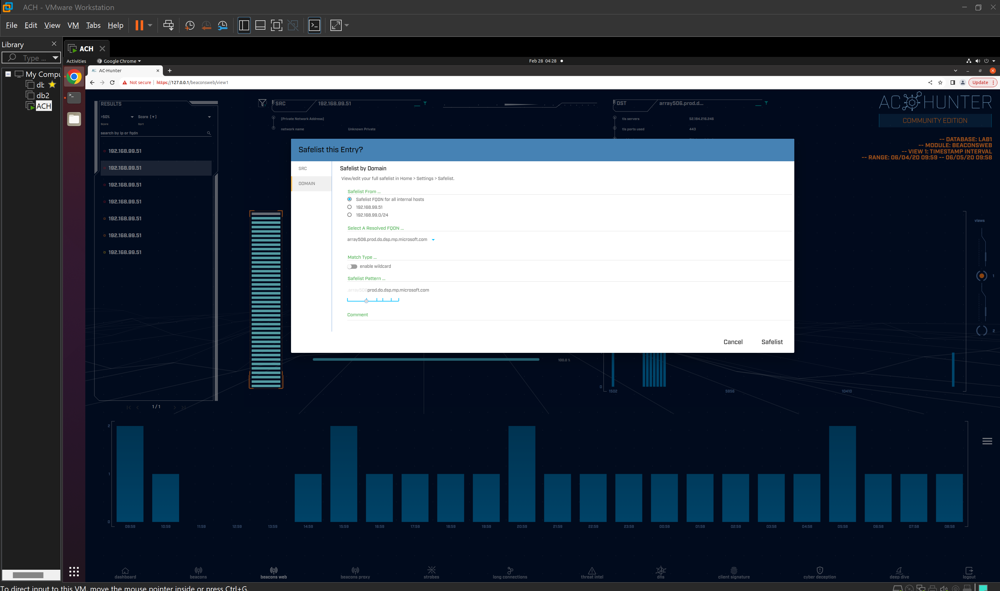 ACH - VMware Workstation
File Edit View VM Tabs Help
Library
Type ...
My Compu
db
db2
ACH
ACH
Activities
Google Chrome
Feb 28 04:28
AC AC-Hunter
Not secure | https://127.0.0.1/beaconsweb/view1
Update
RESULTS
>50%
Score [▼]
Score
Sort
search by ip or fqdn
192.168.99.51
192.168.99.51
192.168.99.51
192.168.99.51
192.168.99.51
192.168.99.51
192.168.99.51
1 / 1
SRC
192.168.99.51
[Private Network Address]
network name
Unknown Private
DST
array506.prod.d...
tls servers
52.184.216.246
tls ports used
443
AC HUNTER
COMMUNITY EDITION
-- DATABASE: LAB1
-- MODULE: BEACONSWEB
-- VIEW 1: TIMESTAMP INTERVAL
-- RANGE: 06/04/20 09:59 -- 06/05/20 09:58
Safelist this Entry?
SRC
DOMAIN
Safelist by Domain
View/edit your full safelist in Home > Settings > Safelist.
Safelist From ...
Safelist FQDN for all internal hosts
192.168.99.51
192.168.99.0/24
Select A Resolved FQDN ...
array506.prod.do.dsp.mp.microsoft.com
Match Type ...
enable wildcard
Safelist Pattern ...
.array506prod.do.dsp.mp.microsoft.com
Comment
Cancel
Safelist
views
1
2
100.0 %
0
1502
5956
10410
2
1
0
09:59 10:59 11:59 12:59 13:59 14:59 15:59 16:59 17:59 18:59 19:59 20:59 21:59 22:59 23:59 00:59 01:59 02:59 03:58 04:58 05:58 06:58 07:58 08:58
dashboard
beacons
beacons web
beacons proxy
strobes
long connections
threat intel
dns
client signature
cyber deception
deep dive
logout
To direct input to this VM, move the mouse pointer inside or press Ctrl+G.